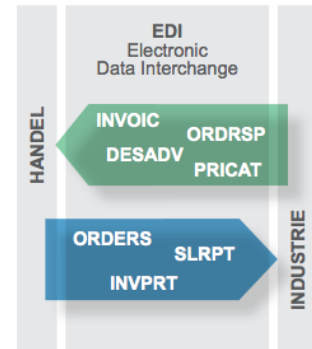 EDI
Electronic
Data Interchange
HANDEL
INVOIC
ORDRSP
DESADV
PRICAT
ORDERS
SLRPT
INVPRT
INDUSTRIE